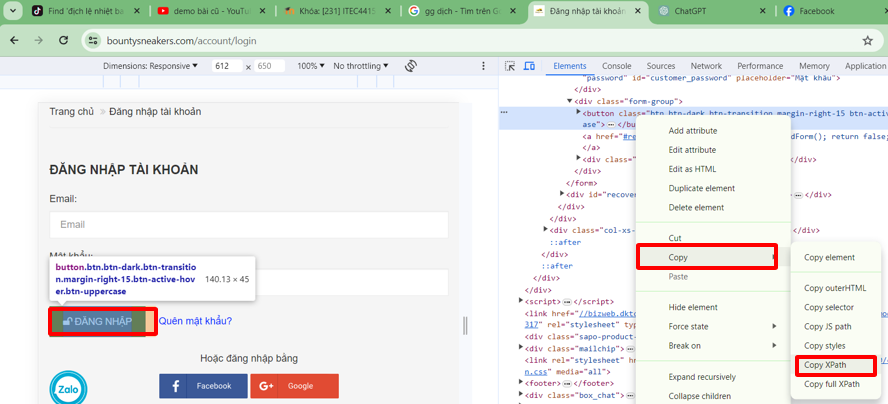 Find 'địch lệ nhiệt ba
demo bài cũ - YouTu
Khóa: [231] ITEC4415
gg dịch - Tìm trên Go
Đăng nhập tài khoản
ChatGPT
Facebook
bountysneakers.com/account/login
Dimensions: Responsive
612
×
650
100%
No throttling
Elements
Console
Sources
Network
Performance
Memory
Application
Trang chủ » Đăng nhập tài khoản
ĐĂNG NHẬP TÀI KHOẢN
Email:
Email
Mật khẩu:
button.btn.btn-dark.btn-transitio
n.margin-right-15.btn-active-hov
er.btn-uppercase
140.13 × 45
ĐĂNG NHẬP
Quên mật khẩu?
Hoặc đăng nhập bằng
Zalo
Facebook
Google
"password" id="customer_password" placeholder="Mật khẩu">
</div>
<div class="form-group">
<button class="btn btn-dark btn-transition margin-right-15 btn-active
ase"> … </bu
<a href="#re
dForm(); return false;
</a>
<div class=
</div>
</form>
<div id="recove
</div>
</div>
</div>
<div class="col-xs-
</div>
::after
</div>
::after
</div>
<script> … </script>
<link href="//bizweb.dkto
317" rel="stylesheet" typ
<div class="sapo-product-
<div class="mailchip"> …
<link rel="stylesheet" h
n.css" media="all">
<footer> … </footer>
<div class="box_chat"> …
Add attribute
Edit attribute
Edit as HTML
Duplicate element
Delete element
Cut
Copy
Paste
Hide element
Force state
Break on
Expand recursively
Collapse children
Copy element
Copy outerHTML
Copy selector
Copy JS path
Copy styles
Copy XPath
Copy full XPath